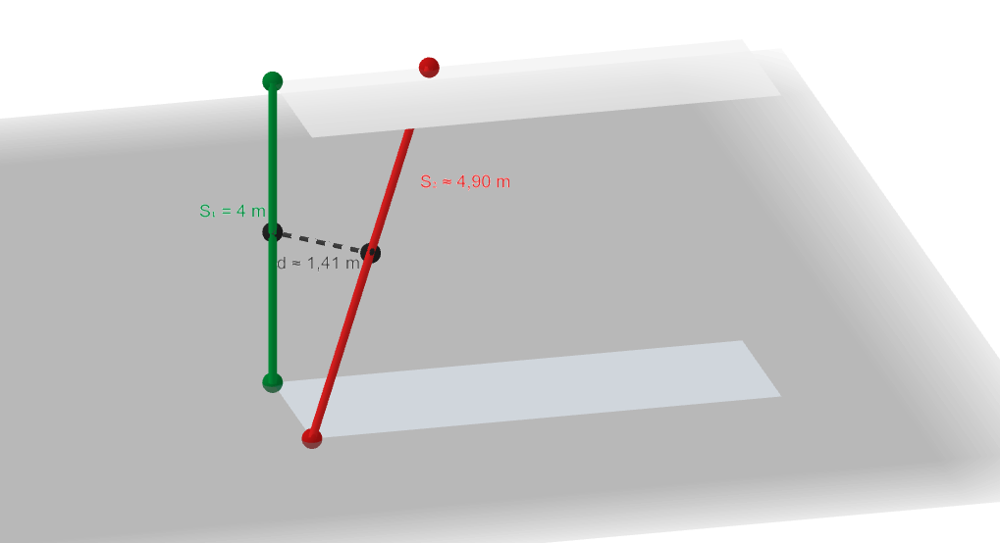 S₂ ≈ 4,90 m
S₁ = 4 m
d ≈ 1,41 m